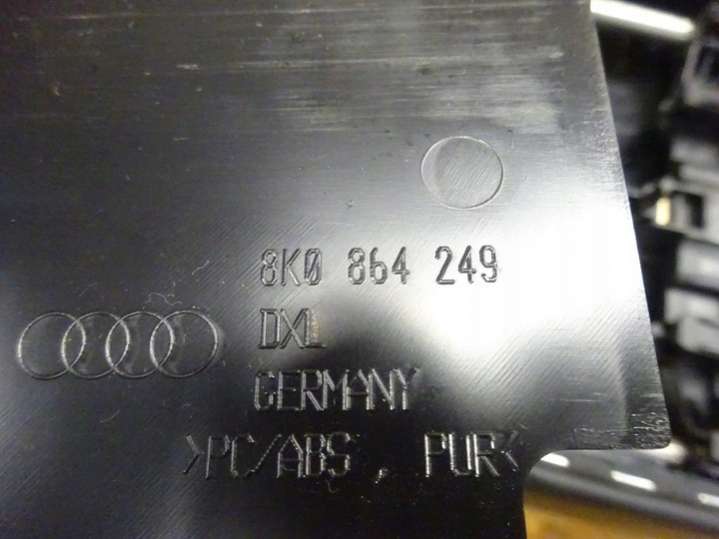 8K0 864 249
DXL
GERMANY
>PC/ABS , PUR<